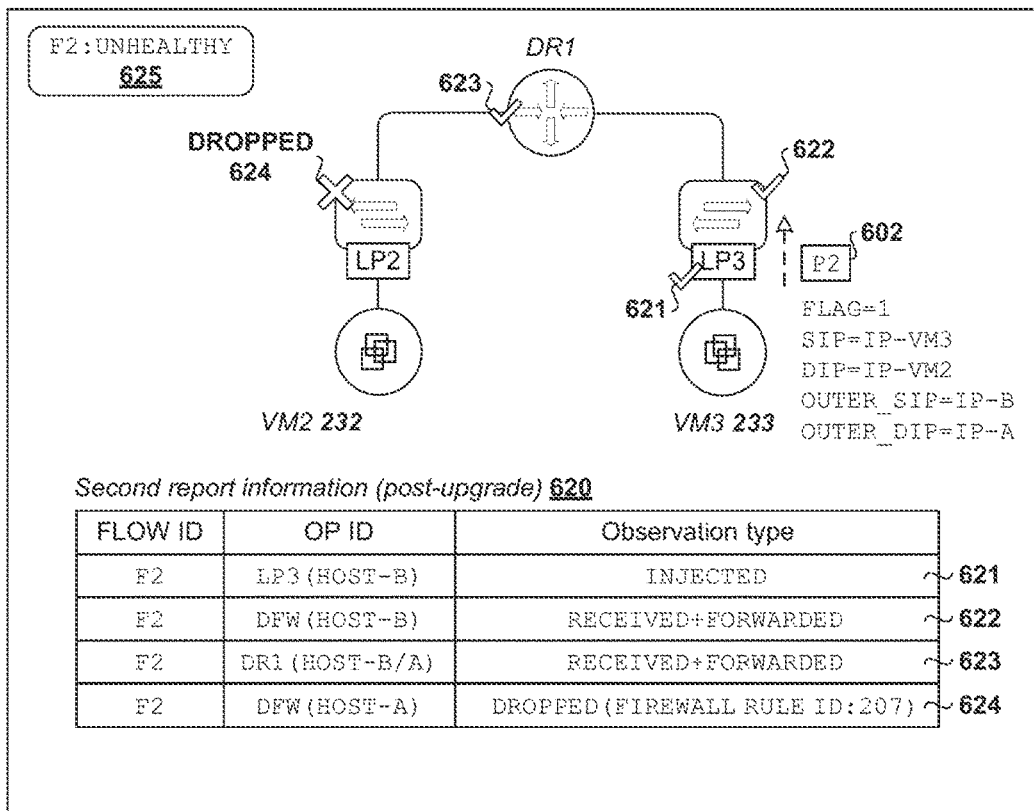 F2:UNHEALTHY
625
DR1
623
DROPPED
624
622
LP2
LP3
602
P2
621
FLAG=1
SIP=IP-VM3
DIP=IP-VM2
OUTER_SIP=IP-B
OUTER_DIP=IP-A
VM2 232
VM3 233
Second report information (post-upgrade) 620
FLOW ID OP ID Observation type
F2 LP3(HOST-B) INJECTED 621
F2 DFW(HOST-B) RECEIVED+FORWARDED 622
F2 DR1(HOST-B/A) RECEIVED+FORWARDED 623
F2 DFW(HOST-A) DROPPED(FIREWALL RULE ID:207) 624